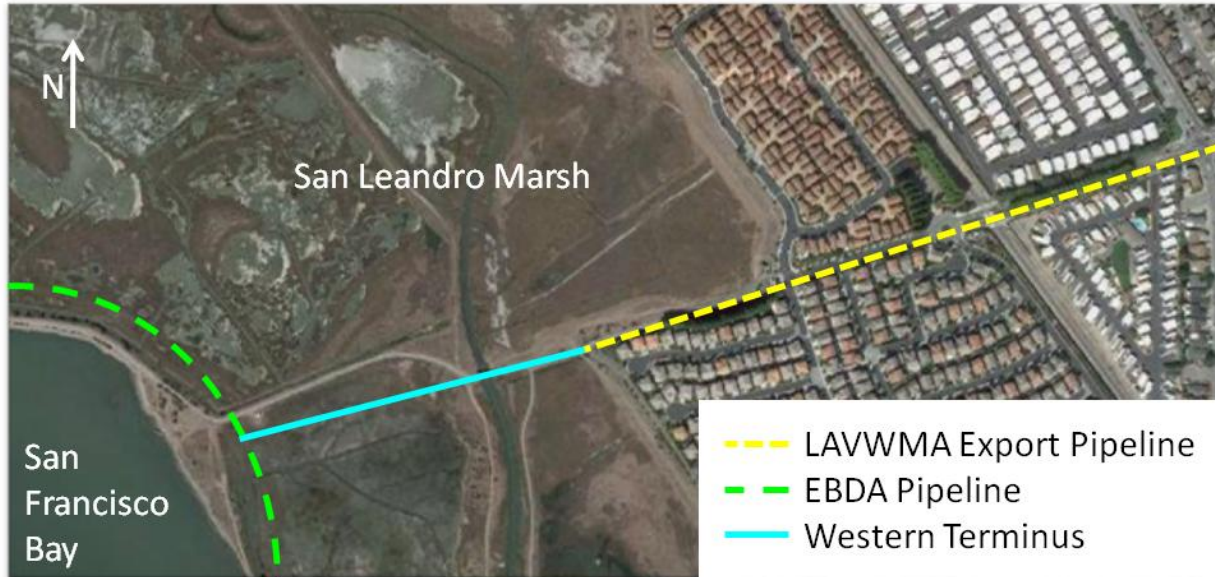 N
San Leandro Marsh
San
Francisco
Bay
LAVWMA Export Pipeline
EBDA Pipeline
Western Terminus